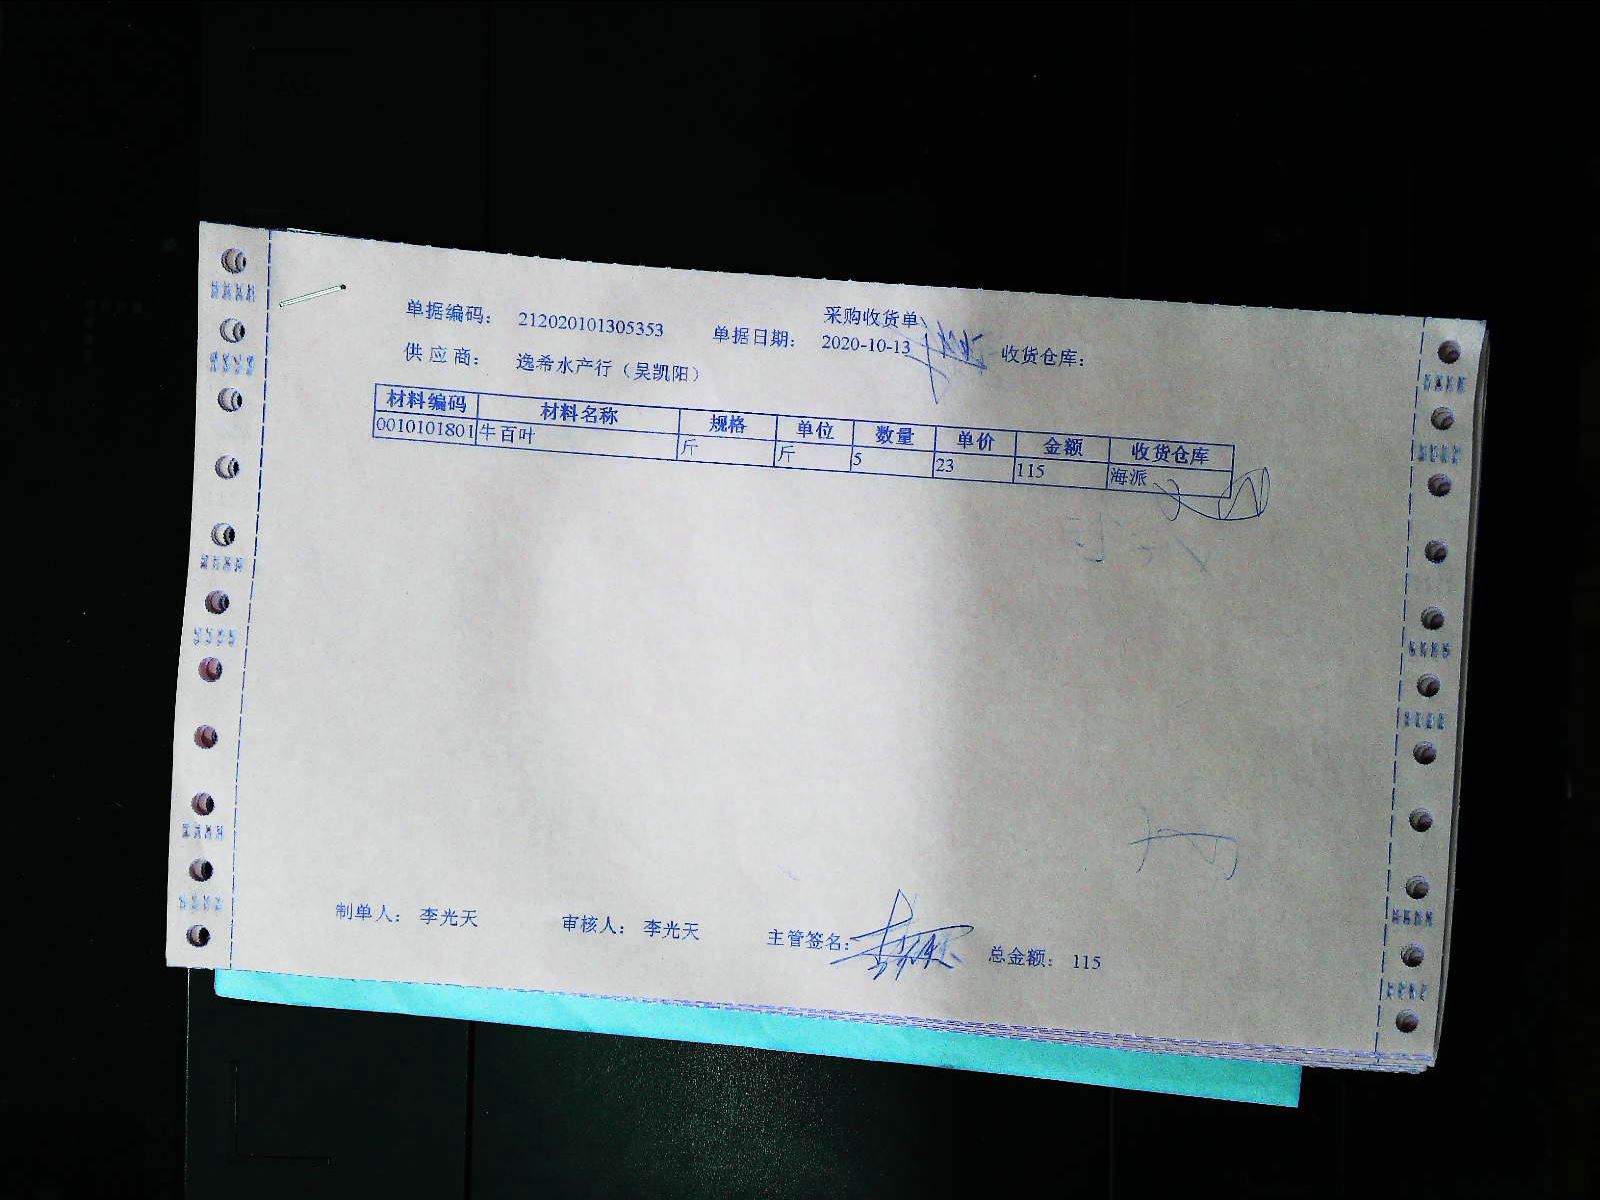 采购收货单
单据编码： 212020101305353 单据日期： 2020-10-13 收货仓库：
供 应 商： 逸希水产行（吴凯阳）
材料编码 材料名称 规格 单位 数量 单价 金额 收货仓库
0010101801 牛百叶 斤 斤 5 23 115 海派
制单人： 李光天 审核人： 李光天 主管签名： 总金额： 115